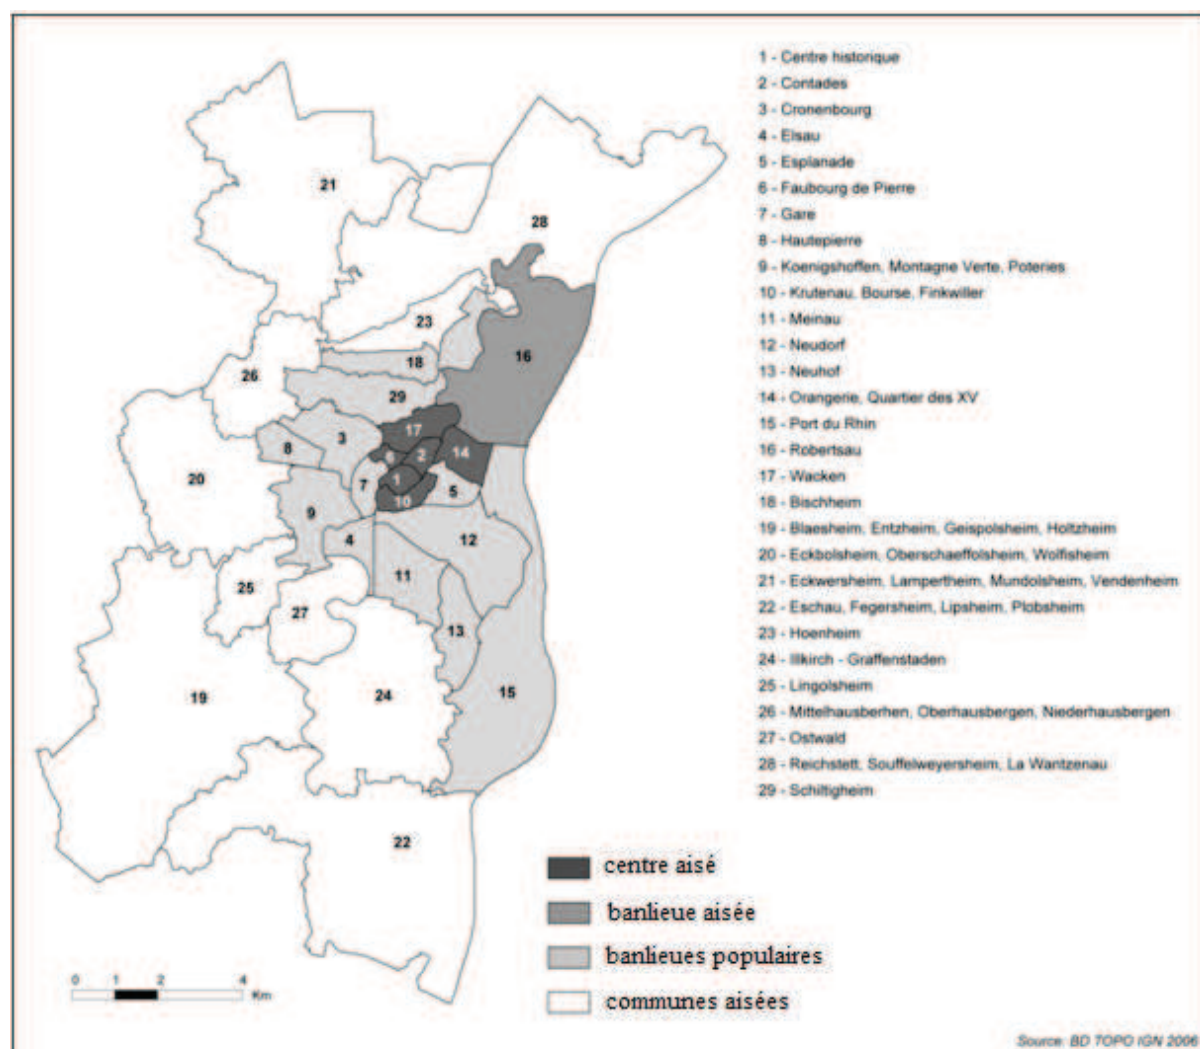 1 - Centre historique
2 - Contades
3 - Cronenbourg
4 - Elsau
5 - Esplanade
6 - Faubourg de Pierre
7 - Gare
8 - Hautepierre
9 - Koenigshoffen, Montagne Verte, Poteries
10 - Krutenau, Bourse, Finkwiller
11 - Meinau
12 - Neudorf
13 - Neuhof
14 - Orangerie, Quartier des XV
15 - Port du Rhin
16 - Robertsau
17 - Wacken
18 - Bischheim
19 - Blaesheim, Entzheim, Geispolsheim, Holtzheim
20 - Eckbolsheim, Oberschaeffolsheim, Wolfisheim
21 - Eckwersheim, Lampertheim, Mundolsheim, Vendenheim
22 - Eschau, Fegersheim, Lipsheim, Plobsheim
23 - Hoenheim
24 - Illkirch - Graffenstaden
25 - Lingolsheim
26 - Mittelhausberhen, Oberhausbergen, Niederhausbergen
27 - Ostwald
28 - Reichstett, Souffelweyersheim, La Wantzenau
29 - Schiltigheim
21
28
23
16
18
26
29
17
3
8
6
2
14
20
1
7
5
10
9
12
4
11
25
27
13
15
19
24
22
centre aisé
banlieue aisée
banlieues populaires
communes aisées
0 1 2 4
Km
Source: BD TOPO IGN 2006